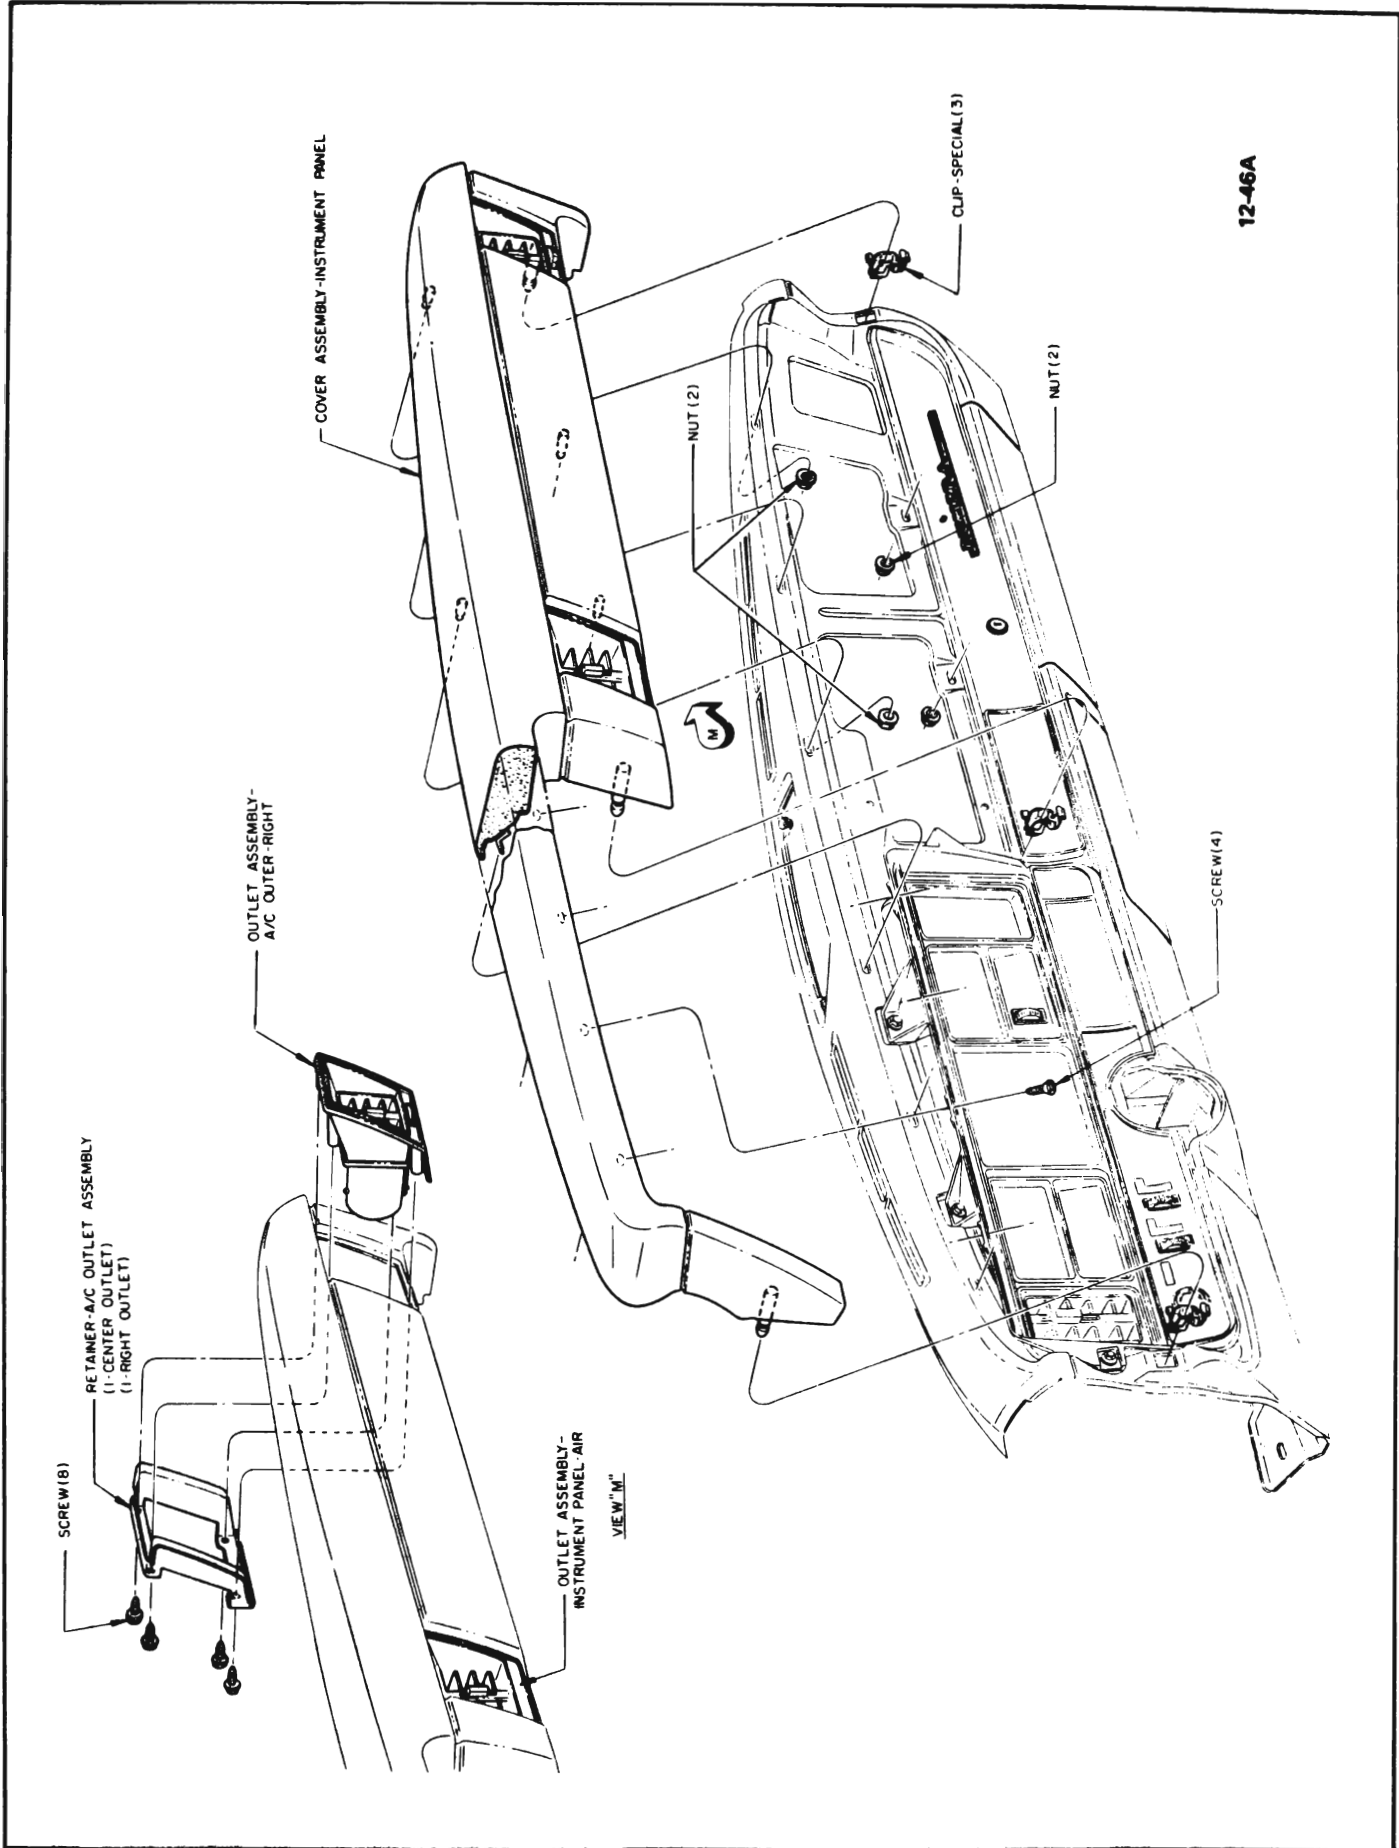 SCREW(8)
RETAINER-A/C OUTLET ASSEMBLY
(1-CENTER OUTLET)
(1-RIGHT OUTLET)
OUTLET ASSEMBLY-
A/C OUTER-RIGHT
COVER ASSEMBLY-INSTRUMENT PANEL
OUTLET ASSEMBLY-
INSTRUMENT PANEL-AIR
VIEW "M"
M
NUT(2)
CLIP-SPECIAL(3)
NUT(2)
SCREW(4)
12-46A